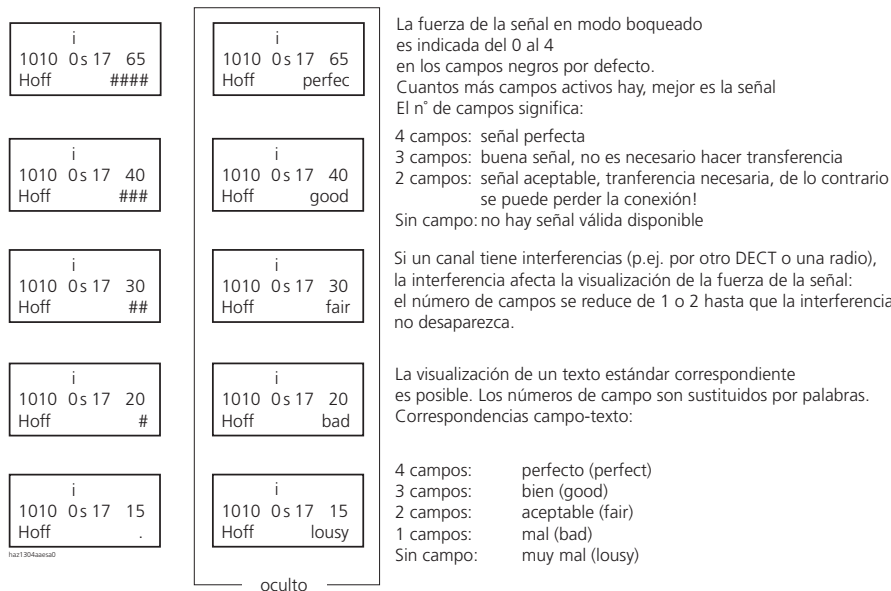 i
1010 0s 17 65
Hoff ####
i
1010 0s 17 65
Hoff perfec
La fuerza de la señal en modo boqueado
es indicada del 0 al 4
en los campos negros por defecto.
Cuantos más campos activos hay, mejor es la señal
El n° de campos significa:
i
1010 0s 17 40
Hoff ###
i
1010 0s 17 40
Hoff good
4 campos: señal perfecta
3 campos: buena señal, no es necesario hacer transferencia
2 campos: señal aceptable, tranferencia necesaria, de lo contrario
se puede perder la conexión!
Sin campo: no hay señal válida disponible
i
1010 0s 17 30
Hoff ##
i
1010 0s 17 30
Hoff fair
Si un canal tiene interferencias (p.ej. por otro DECT o una radio),
la interferencia afecta la visualización de la fuerza de la señal:
el número de campos se reduce de 1 o 2 hasta que la interferencia
no desaparezca.
i
1010 0s 17 20
Hoff #
i
1010 0s 17 20
Hoff bad
La visualización de un texto estándar correspondiente
es posible. Los números de campo son sustituidos por palabras.
Correspondencias campo-texto:
i
1010 0s 17 15
Hoff .
i
1010 0s 17 15
Hoff lousy
4 campos: perfecto (perfect)
3 campos: bien (good)
2 campos: aceptable (fair)
1 campos: mal (bad)
Sin campo: muy mal (lousy)
haz1304aaesa0
oculto